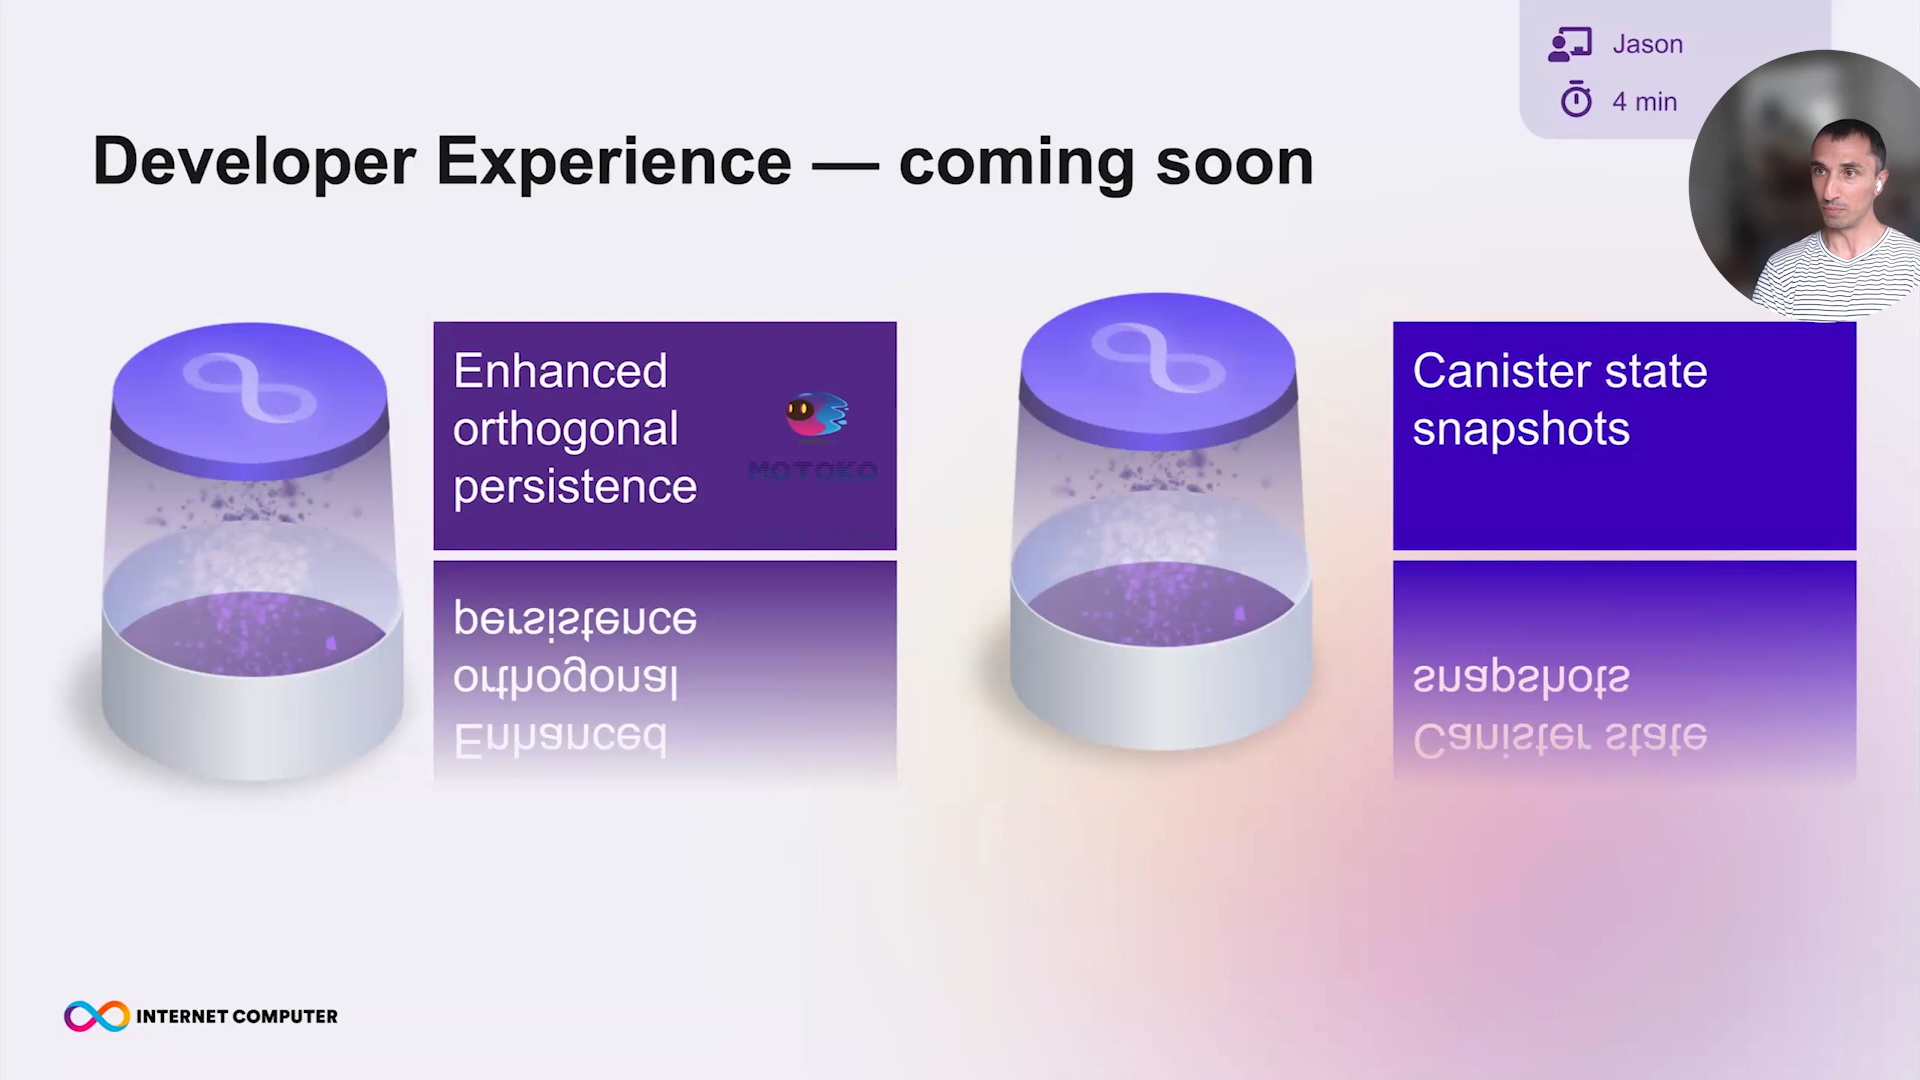 Jason
4 min
Developer Experience — coming soon
Enhanced
orthogonal
persistence
MOTOKO
Canister state
snapshots
persistence
orthogonal
Enhanced
snapshots
Canister state
INTERNET COMPUTER